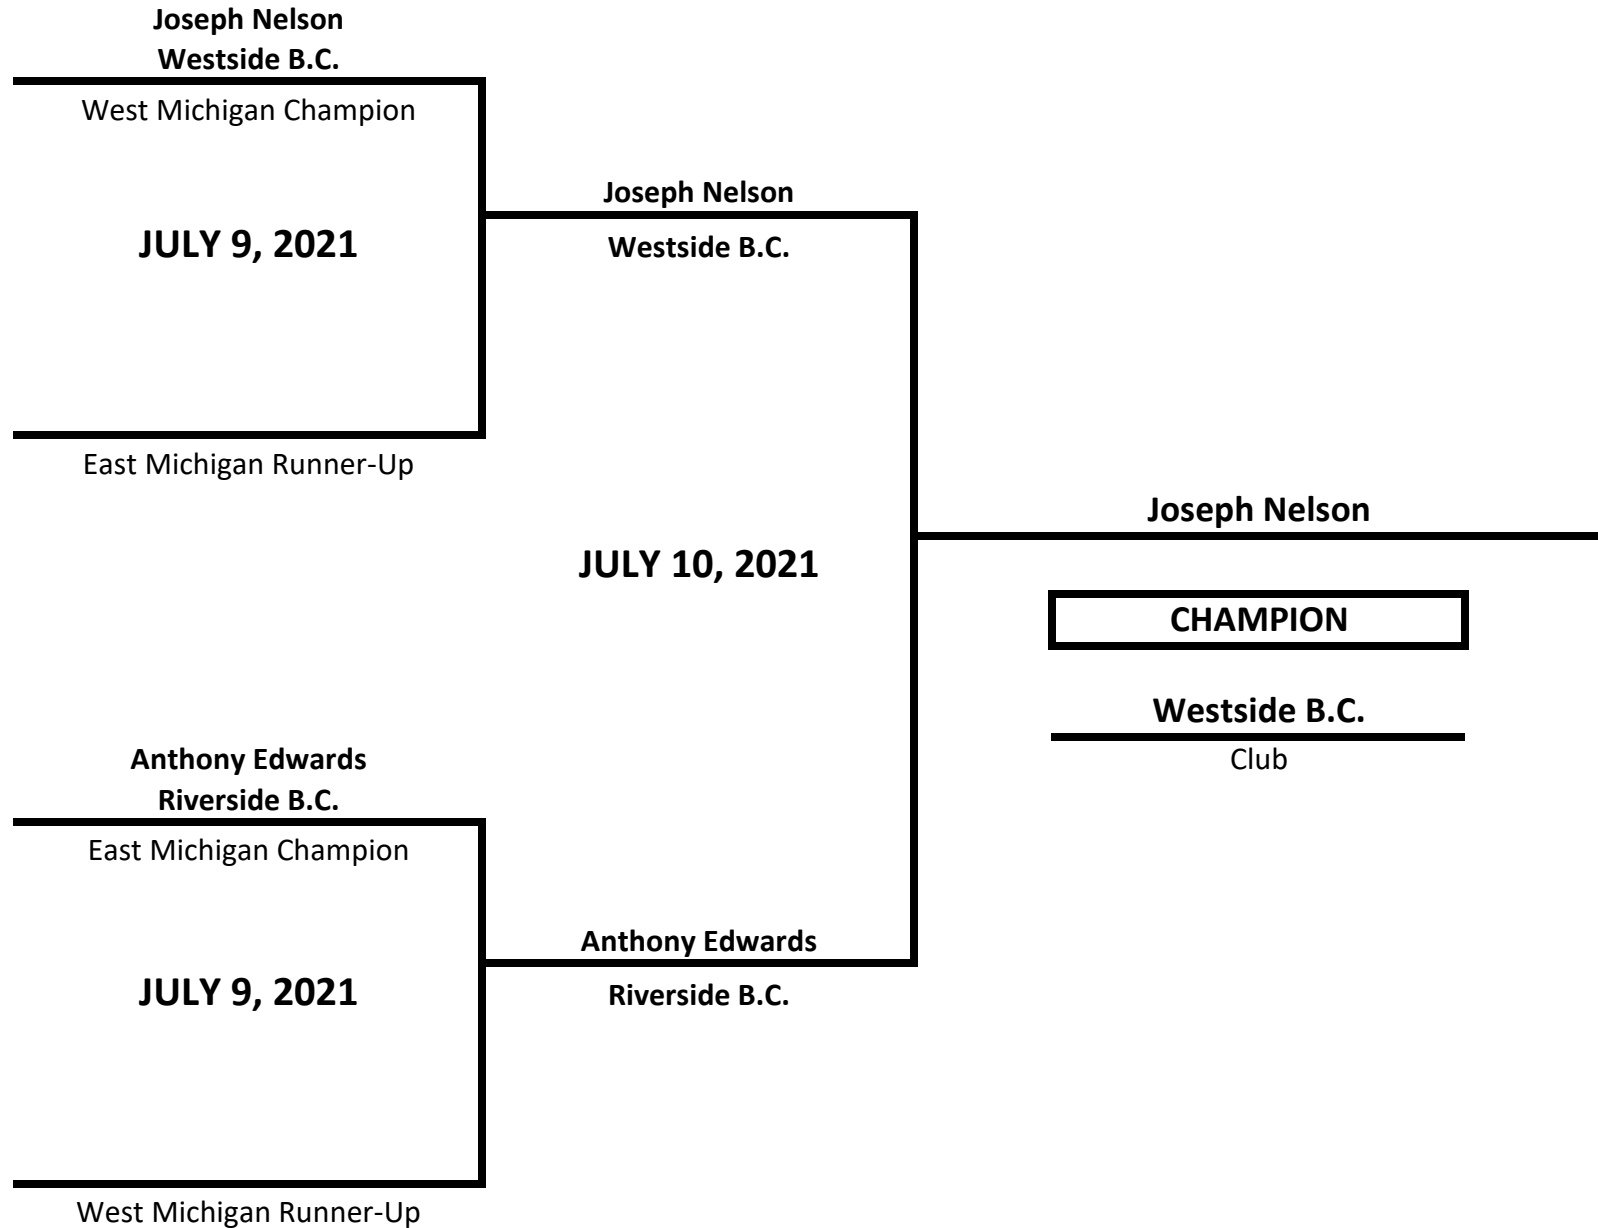 Joseph Nelson
Westside B.C.
West Michigan Champion
JULY 9, 2021
East Michigan Runner-Up
Joseph Nelson
Westside B.C.
JULY 10, 2021
Joseph Nelson
CHAMPION
Westside B.C.
Club
Anthony Edwards
Riverside B.C.
East Michigan Champion
JULY 9, 2021
West Michigan Runner-Up
Anthony Edwards
Riverside B.C.